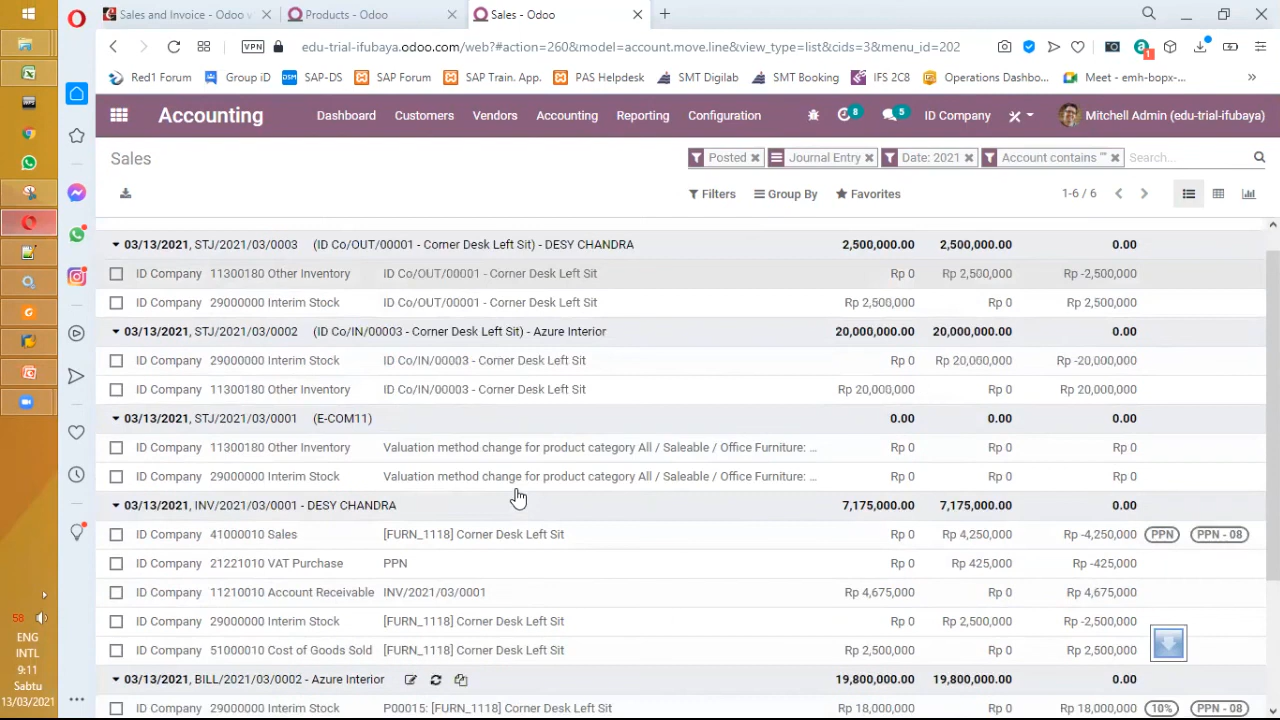 Sales and Invoice - Odoo v
Products - Odoo
Sales - Odoo
VPN
edu-trial-ifubaya.odoo.com/web?#action=260&model=account.move.line&view_type=list&cids=3&menu_id=202
1
Red1 Forum
Group iD
SAP-DS
SAP Forum
SAP Train. App.
PAS Helpdesk
SMT Digilab
SMT Booking
IFS 2C8
Operations Dashbo...
Meet - emh-bopx-...
Accounting
Dashboard
Customers
Vendors
Accounting
Reporting
Configuration
8
5
ID Company
Mitchell Admin (edu-trial-ifubaya)
Sales
Posted
Journal Entry
Date: 2021
Account contains ""
Search...
Filters
Group By
Favorites
1-6 / 6
03/13/2021, STJ/2021/03/0003 (ID Co/OUT/00001 - Corner Desk Left Sit) - DESY CHANDRA 2,500,000.00 2,500,000.00 0.00
ID Company 11300180 Other Inventory ID Co/OUT/00001 - Corner Desk Left Sit Rp 0 Rp 2,500,000 Rp -2,500,000
ID Company 29000000 Interim Stock ID Co/OUT/00001 - Corner Desk Left Sit Rp 2,500,000 Rp 0 Rp 2,500,000
03/13/2021, STJ/2021/03/0002 (ID Co/IN/00003 - Corner Desk Left Sit) - Azure Interior 20,000,000.00 20,000,000.00 0.00
ID Company 29000000 Interim Stock ID Co/IN/00003 - Corner Desk Left Sit Rp 0 Rp 20,000,000 Rp -20,000,000
ID Company 11300180 Other Inventory ID Co/IN/00003 - Corner Desk Left Sit Rp 20,000,000 Rp 0 Rp 20,000,000
03/13/2021, STJ/2021/03/0001 (E-COM11) 0.00 0.00 0.00
ID Company 11300180 Other Inventory Valuation method change for product category All / Saleable / Office Furniture: ... Rp 0 Rp 0 Rp 0
ID Company 29000000 Interim Stock Valuation method change for product category All / Saleable / Office Furniture: ... Rp 0 Rp 0 Rp 0
03/13/2021, INV/2021/03/0001 - DESY CHANDRA 7,175,000.00 7,175,000.00 0.00
ID Company 41000010 Sales [FURN_1118] Corner Desk Left Sit Rp 0 Rp 4,250,000 Rp -4,250,000 PPN PPN - 08
ID Company 21221010 VAT Purchase PPN Rp 0 Rp 425,000 Rp -425,000
ID Company 11210010 Account Receivable INV/2021/03/0001 Rp 4,675,000 Rp 0 Rp 4,675,000
ID Company 29000000 Interim Stock [FURN_1118] Corner Desk Left Sit Rp 0 Rp 2,500,000 Rp -2,500,000
ID Company 51000010 Cost of Goods Sold [FURN_1118] Corner Desk Left Sit Rp 2,500,000 Rp 0 Rp 2,500,000
03/13/2021, BILL/2021/03/0002 - Azure Interior 19,800,000.00 19,800,000.00 0.00
ID Company 29000000 Interim Stock P00015: [FURN_1118] Corner Desk Left Sit Rp 18,000,000 Rp 0 Rp 18,000,000 10% PPN - 08
58
ENG
INTL
9:11
Sabtu
13/03/2021